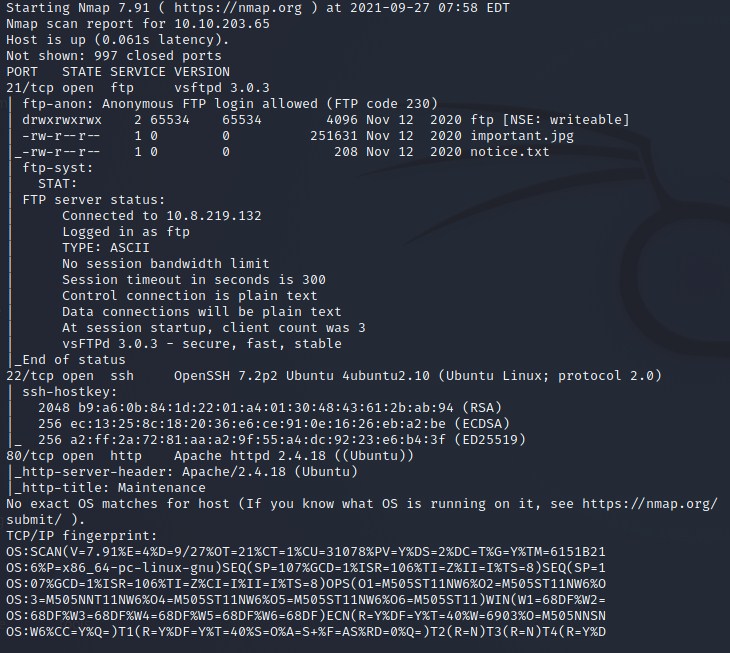 Starting Nmap 7.91 ( https://nmap.org ) at 2021-09-27 07:58 EDT
Nmap scan report for 10.10.203.65
Host is up (0.061s latency).
Not shown: 997 closed ports
PORT   STATE SERVICE VERSION
21/tcp open  ftp     vsftpd 3.0.3
| ftp-anon: Anonymous FTP login allowed (FTP code 230)
| drwxrwxrwx    2 65534    65534        4096 Nov 12  2020 ftp [NSE: writeable]
| -rw-r--r--    1 0        0          251631 Nov 12  2020 important.jpg
|_-rw-r--r--    1 0        0             208 Nov 12  2020 notice.txt
| ftp-syst:
|   STAT:
| FTP server status:
|      Connected to 10.8.219.132
|      Logged in as ftp
|      TYPE: ASCII
|      No session bandwidth limit
|      Session timeout in seconds is 300
|      Control connection is plain text
|      Data connections will be plain text
|      At session startup, client count was 3
|      vsFTPd 3.0.3 - secure, fast, stable
|_End of status
22/tcp open  ssh     OpenSSH 7.2p2 Ubuntu 4ubuntu2.10 (Ubuntu Linux; protocol 2.0)
| ssh-hostkey:
|   2048 b9:a6:0b:84:1d:22:01:a4:01:30:48:43:61:2b:ab:94 (RSA)
|   256 ec:13:25:8c:18:20:36:e6:ce:91:0e:16:26:eb:a2:be (ECDSA)
|_  256 a2:ff:2a:72:81:aa:a2:9f:55:a4:dc:92:23:e6:b4:3f (ED25519)
80/tcp open  http    Apache httpd 2.4.18 ((Ubuntu))
|_http-server-header: Apache/2.4.18 (Ubuntu)
|_http-title: Maintenance
No exact OS matches for host (If you know what OS is running on it, see https://nmap.org/
submit/ ).
TCP/IP fingerprint:
OS:SCAN(V=7.91%E=4%D=9/27%OT=21%CT=1%CU=31078%PV=Y%DS=2%DC=T%G=Y%TM=6151B21
OS:6%P=x86_64-pc-linux-gnu)SEQ(SP=107%GCD=1%ISR=106%TI=Z%II=I%TS=8)SEQ(SP=1
OS:07%GCD=1%ISR=106%TI=Z%CI=I%II=I%TS=8)OPS(O1=M505ST11NW6%O2=M505ST11NW6%O
OS:3=M505NNT11NW6%O4=M505ST11NW6%O5=M505ST11NW6%O6=M505ST11)WIN(W1=68DF%W2=
OS:68DF%W3=68DF%W4=68DF%W5=68DF%W6=68DF)ECN(R=Y%DF=Y%T=40%W=6903%O=M505NNSN
OS:W6%CC=Y%Q=)T1(R=Y%DF=Y%T=40%S=O%A=S+%F=AS%RD=0%Q=)T2(R=N)T3(R=N)T4(R=Y%D